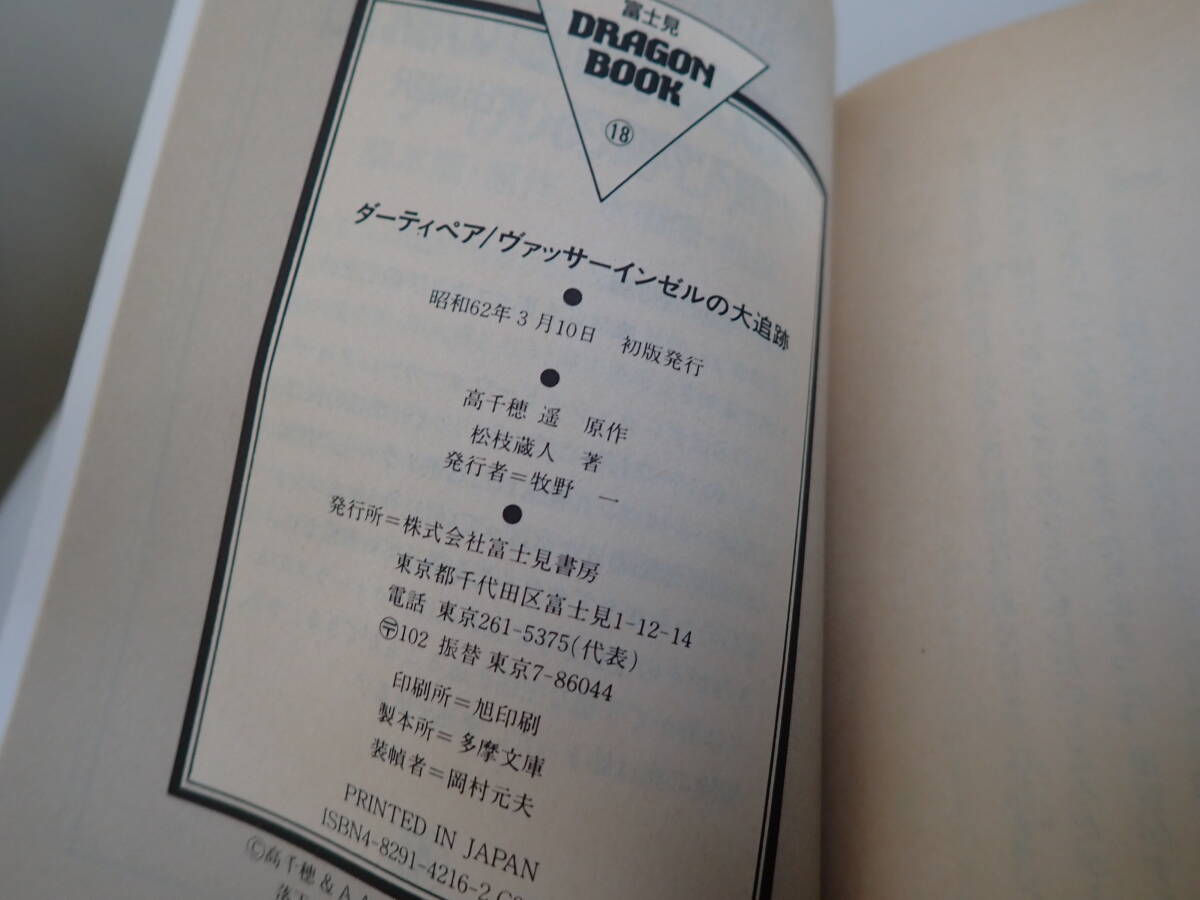 富士見
DRAGON
BOOK
⑱
ダーティペア/ヴァッサーインゼルの大追跡
●
昭和62年3月10日 初版発行
●
高千穂 遥 原作
松枝蔵人 著
発行者=牧野 一
●
発行所=株式会社富士見書房
東京都千代田区富士見1-12-14
電話 東京261-5375(代表)
〒102 振替 東京7-86044
印刷所=旭印刷
製本所=多摩文庫
装幀者=岡村元夫
PRINTED IN JAPAN
ISBN4-8291-4216-2
©高千穂 &